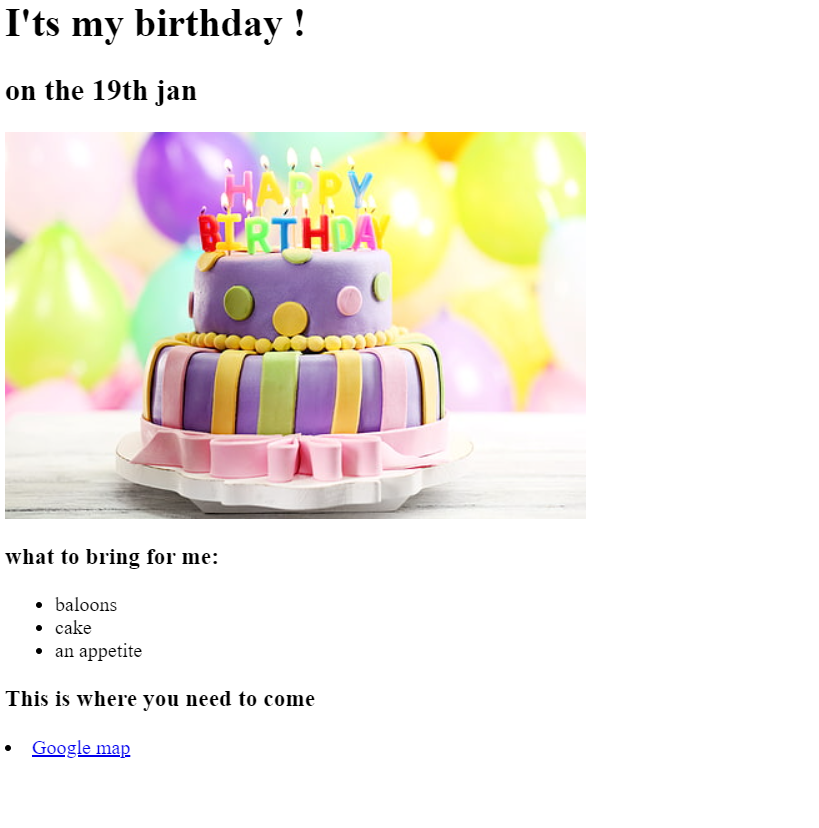 I'ts my birthday !
on the 19th jan
HAPPY
BIRTHDAY
what to bring for me:
baloons
cake
an appetite
This is where you need to come
Google map